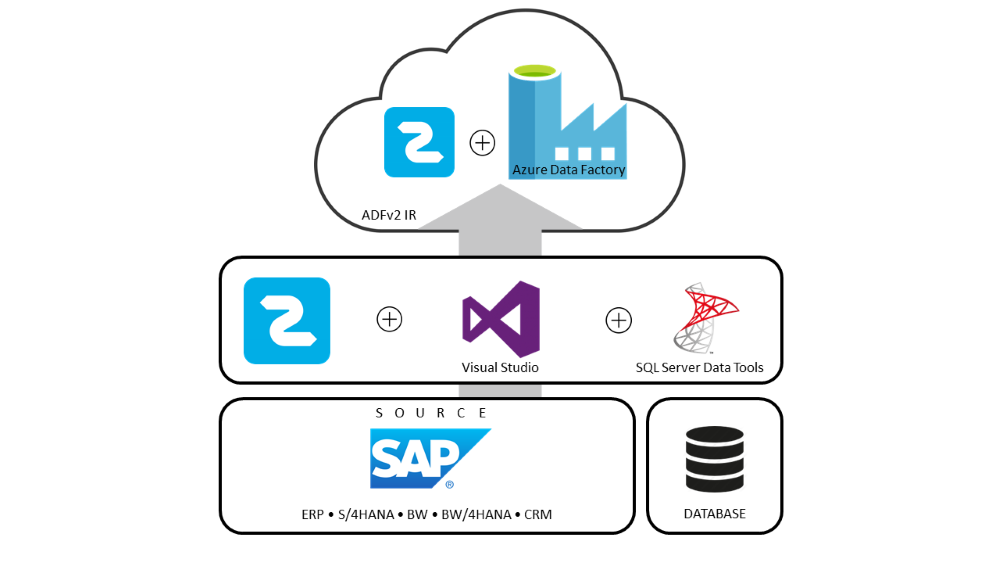 Azure Data Factory
ADFv2 IR
Visual Studio
SQL Server Data Tools
™
SOURCE
SAP
®
ERP • S/4HANA • BW • BW/4HANA • CRM
DATABASE